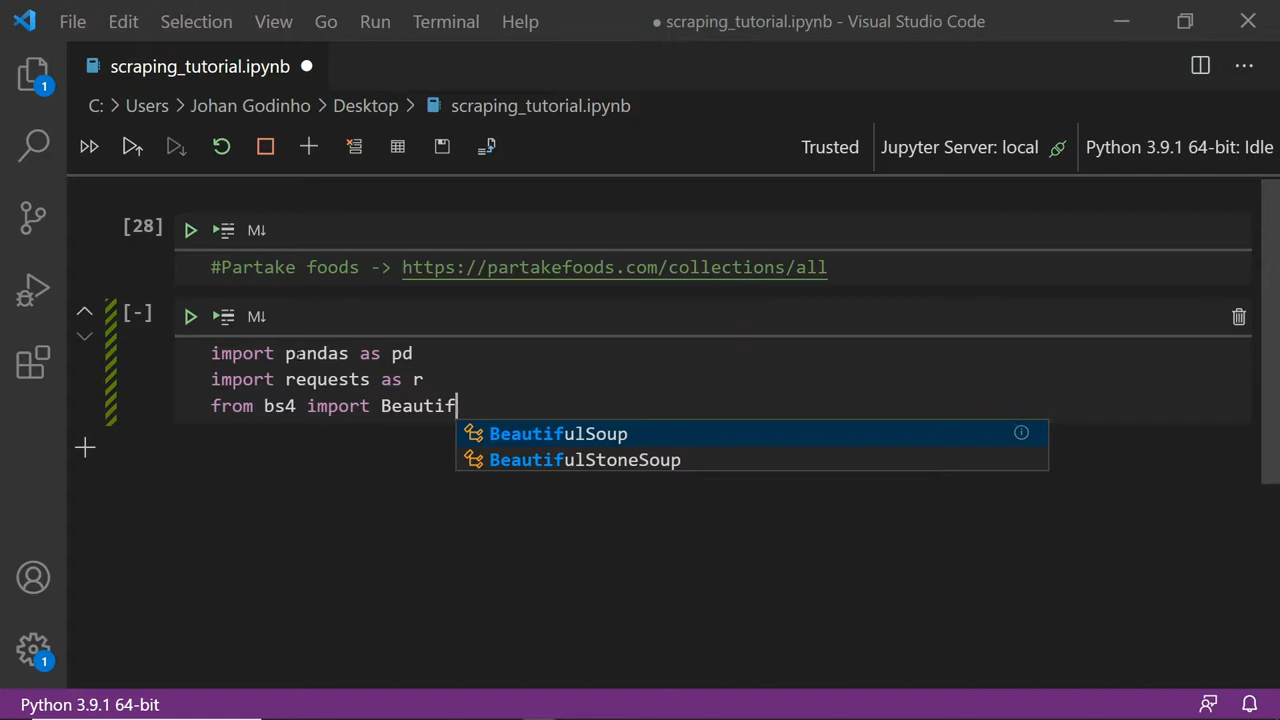 File Edit Selection View Go Run Terminal Help ● scraping_tutorial.ipynb - Visual Studio Code
scraping_tutorial.ipynb ●
C: > Users > Johan Godinho > Desktop > scraping_tutorial.ipynb
Trusted Jupyter Server: local Python 3.9.1 64-bit: Idle
[28] M↓
#Partake foods -> https://partakefoods.com/collections/all
[-] M↓
import pandas as pd
import requests as r
from bs4 import Beautif
BeautifulSoup
BeautifulStoneSoup
1
1
Python 3.9.1 64-bit